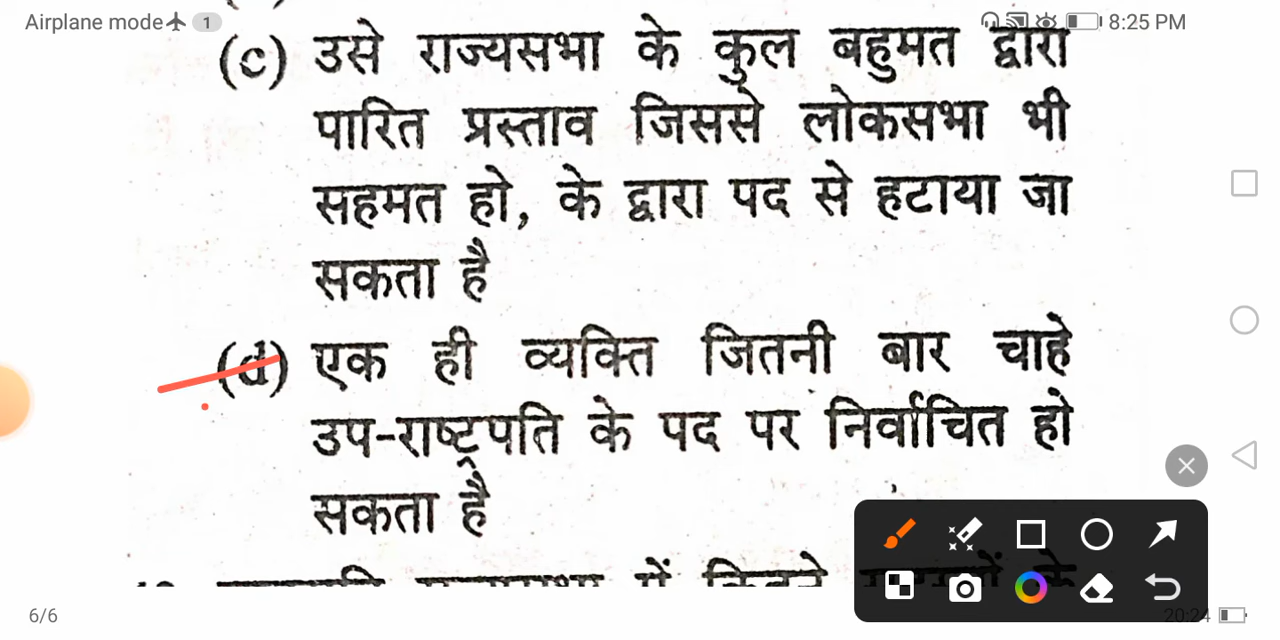 Airplane mode 1 8:25 PM
(c) उसे राज्यसभा के कुल बहुमत द्वारा
पारित प्रस्ताव जिससे लोकसभा भी
सहमत हो, के द्वारा पद से हटाया जा
सकता है
(d) एक ही व्यक्ति जितनी बार चाहे
उप-राष्ट्रपति के पद पर निर्वाचित हो
सकता है
में कितने
6/6 20:24